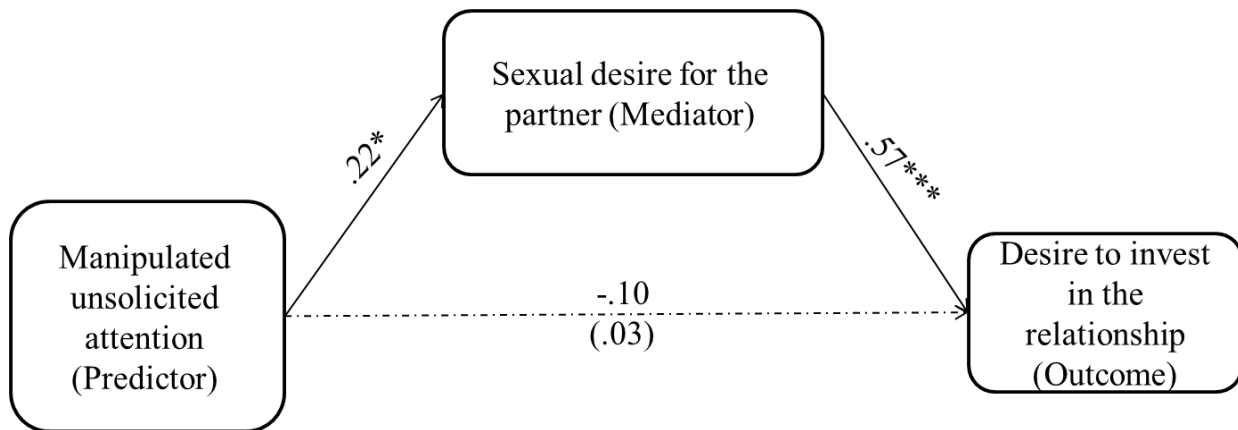 Sexual desire for the
partner (Mediator)
.22*
.57***
Manipulated
unsolicited
attention
(Predictor)
-.10
(.03)
Desire to invest
in the
relationship
(Outcome)